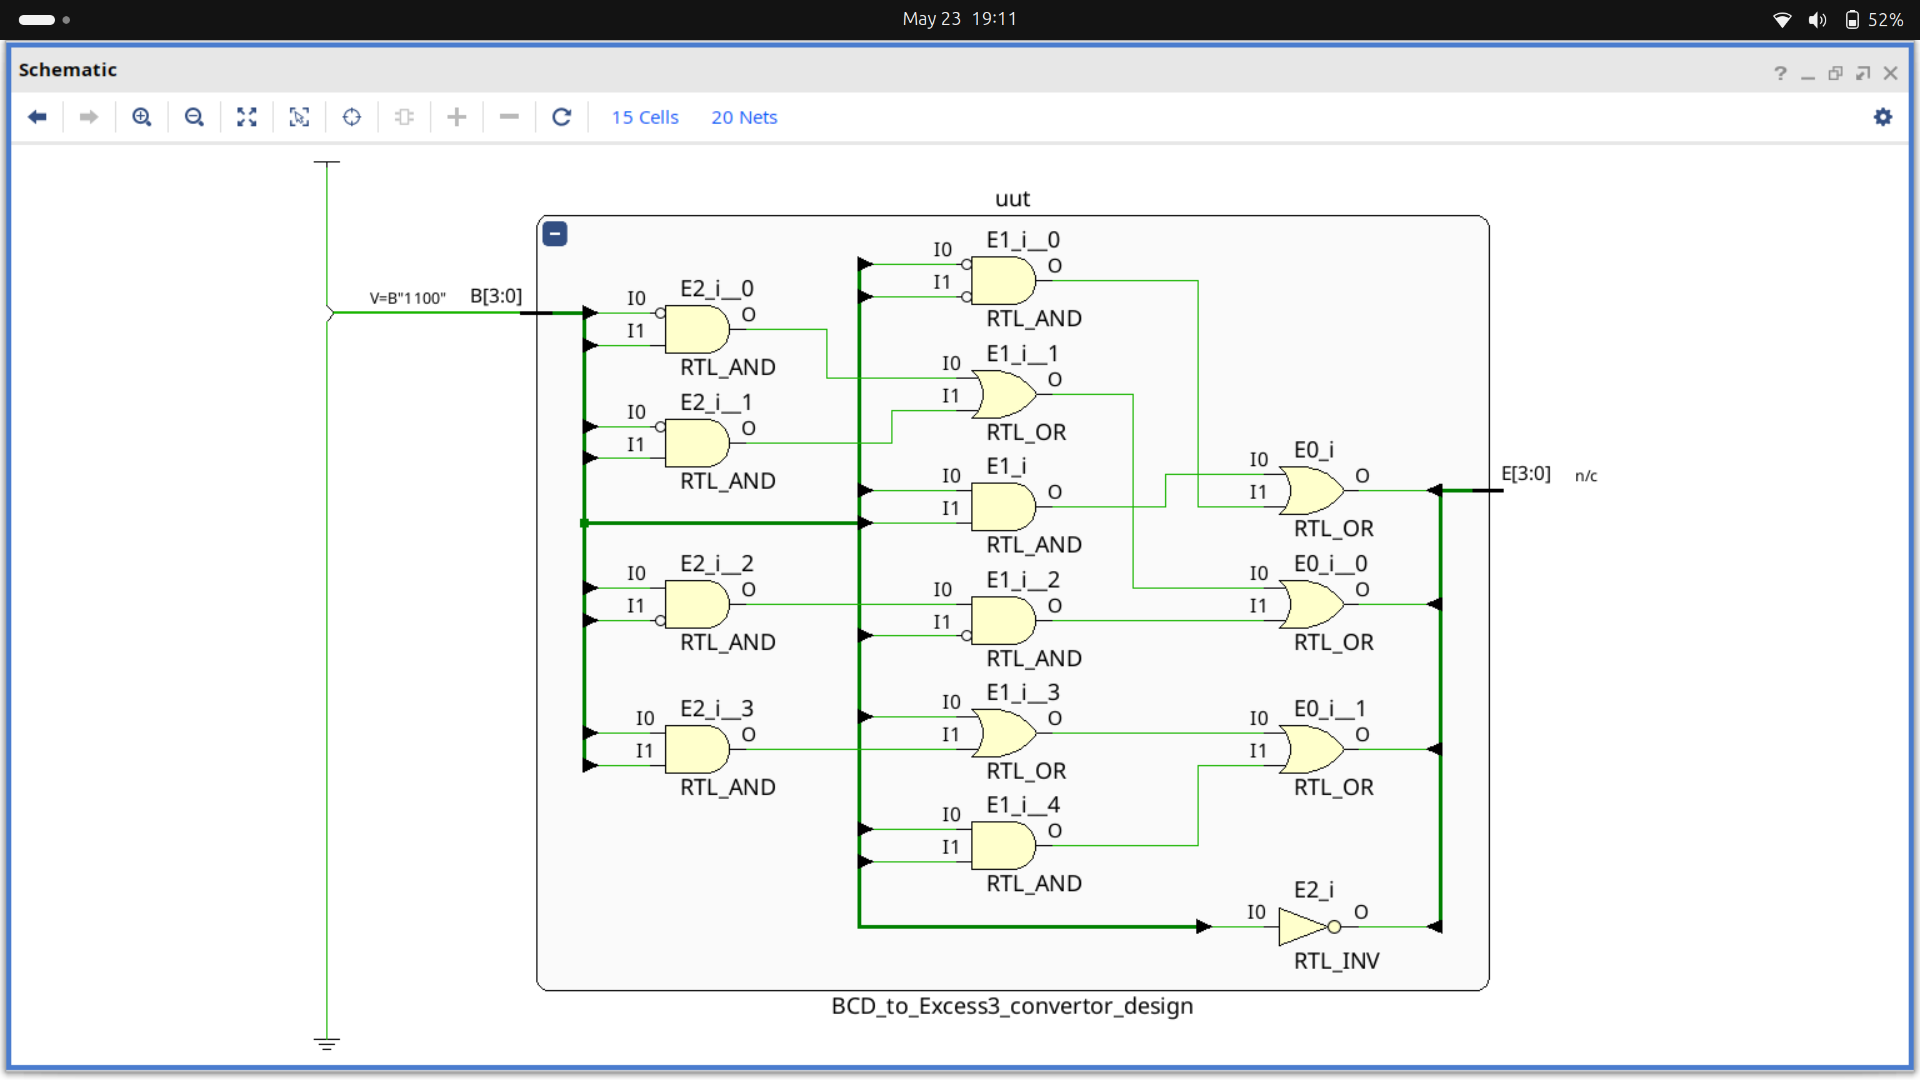 May 23 19:11
52%
Schematic
15 Cells 20 Nets
uut
V=B"1100" B[3:0]
E2_i__0
I0
I1
O
RTL_AND
E2_i__1
I0
I1
O
RTL_AND
E2_i__2
I0
I1
O
RTL_AND
E2_i__3
I0
I1
O
RTL_AND
E1_i__0
I0
I1
O
RTL_AND
E1_i__1
I0
I1
O
RTL_OR
E1_i
I0
I1
O
RTL_AND
E1_i__2
I0
I1
O
RTL_AND
E1_i__3
I0
I1
O
RTL_OR
E1_i__4
I0
I1
O
RTL_AND
E0_i
I0
I1
O
RTL_OR
E0_i__0
I0
I1
O
RTL_OR
E0_i__1
I0
I1
O
RTL_OR
E2_i
I0
O
RTL_INV
E[3:0] n/c
BCD_to_Excess3_convertor_design